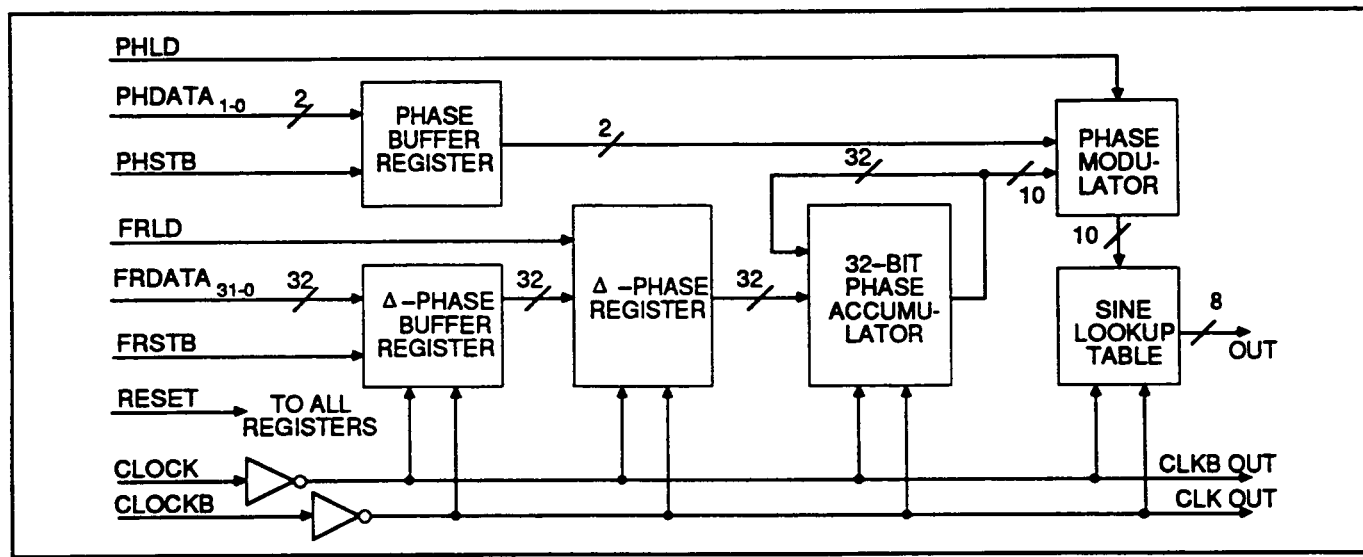 PHLD
PHDATA 1-0
2
PHSTB
PHASE
BUFFER
REGISTER
2
PHASE
MODU-
LATOR
32
10
10
FRLD
FRDATA 31-0
32
FRSTB
Δ -PHASE
BUFFER
REGISTER
32
Δ -PHASE
REGISTER
32
32-BIT
PHASE
ACCUMU-
LATOR
SINE
LOOKUP
TABLE
8
OUT
RESET
TO ALL
REGISTERS
CLOCK
CLKB OUT
CLOCKB
CLK OUT